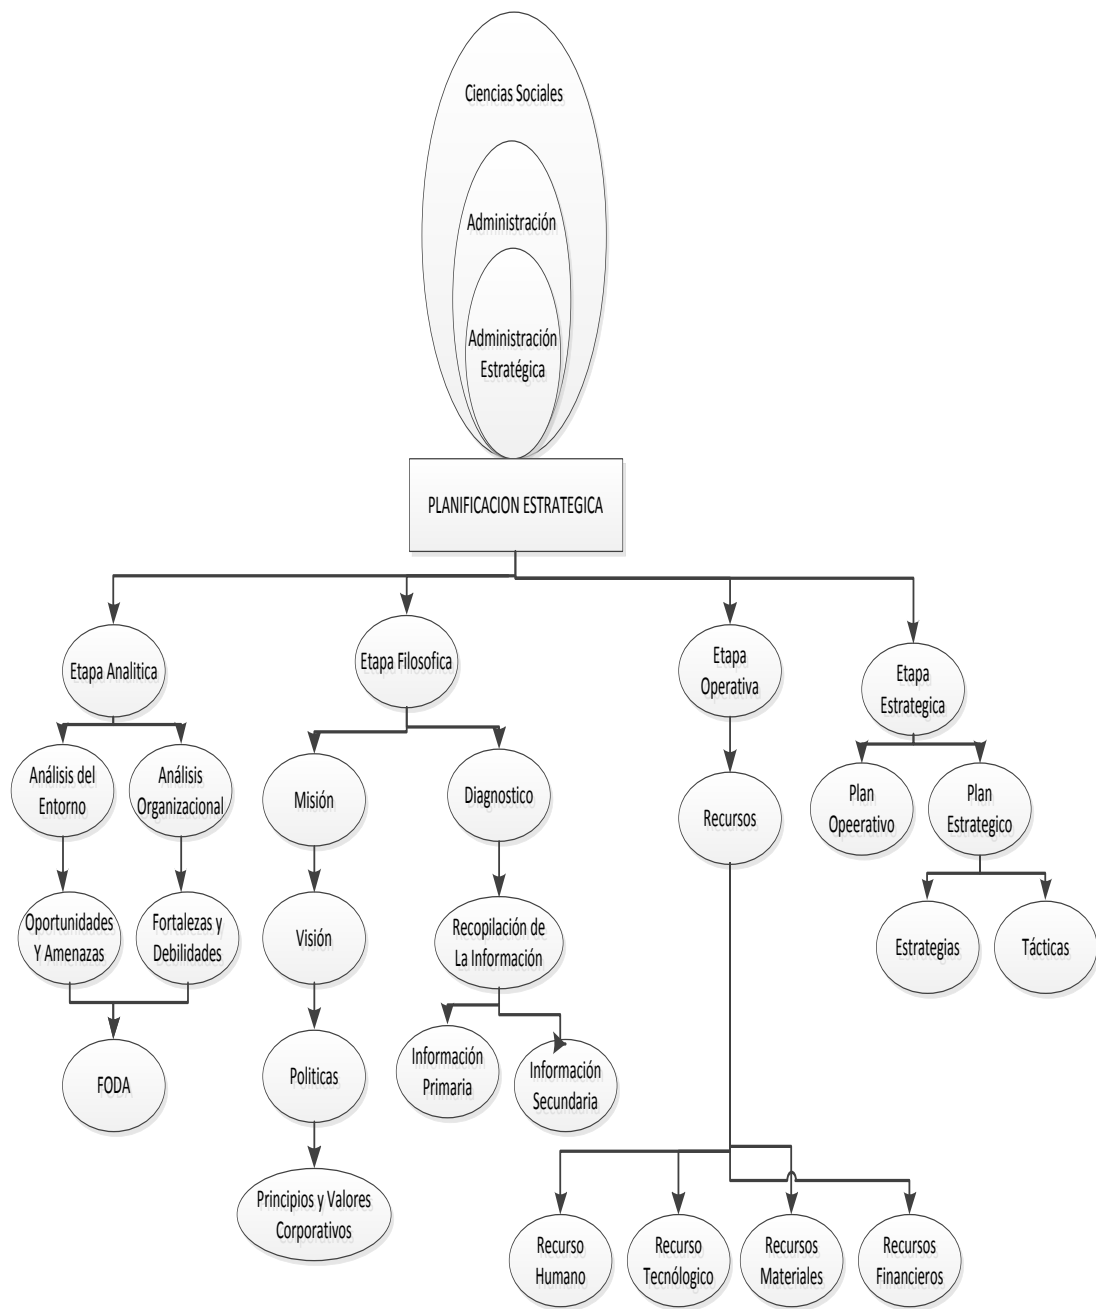 Ciencias Sociales
Administración
Administración
Estratégica
PLANIFICACION ESTRATEGICA
Etapa Analitica
Etapa Filosofica
Etapa
Operativa
Etapa
Estrategica
Análisis del
Entorno
Análisis
Organizacional
Misión
Diagnostico
Recursos
Plan
Opeerativo
Plan
Estrategico
Oportunidades
Y Amenazas
Fortalezas y
Debilidades
Visión
Recopilación de
La Información
Estrategias
Tácticas
FODA
Politicas
Información
Primaria
Información
Secundaria
Principios y Valores
Corporativos
Recurso
Humano
Recurso
Tecnólogico
Recursos
Materiales
Recursos
Financieros